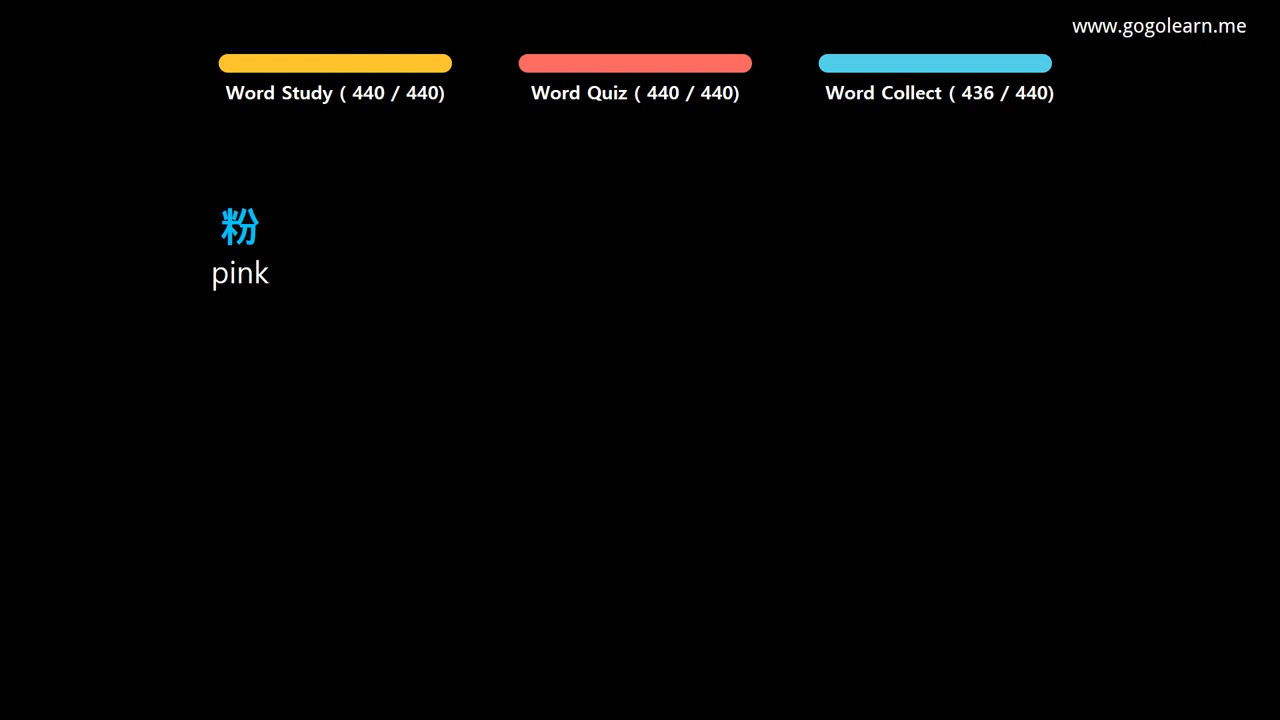 www.gogolearn.me
Word Study ( 440 / 440)
Word Quiz ( 440 / 440)
Word Collect ( 436 / 440)
粉
pink